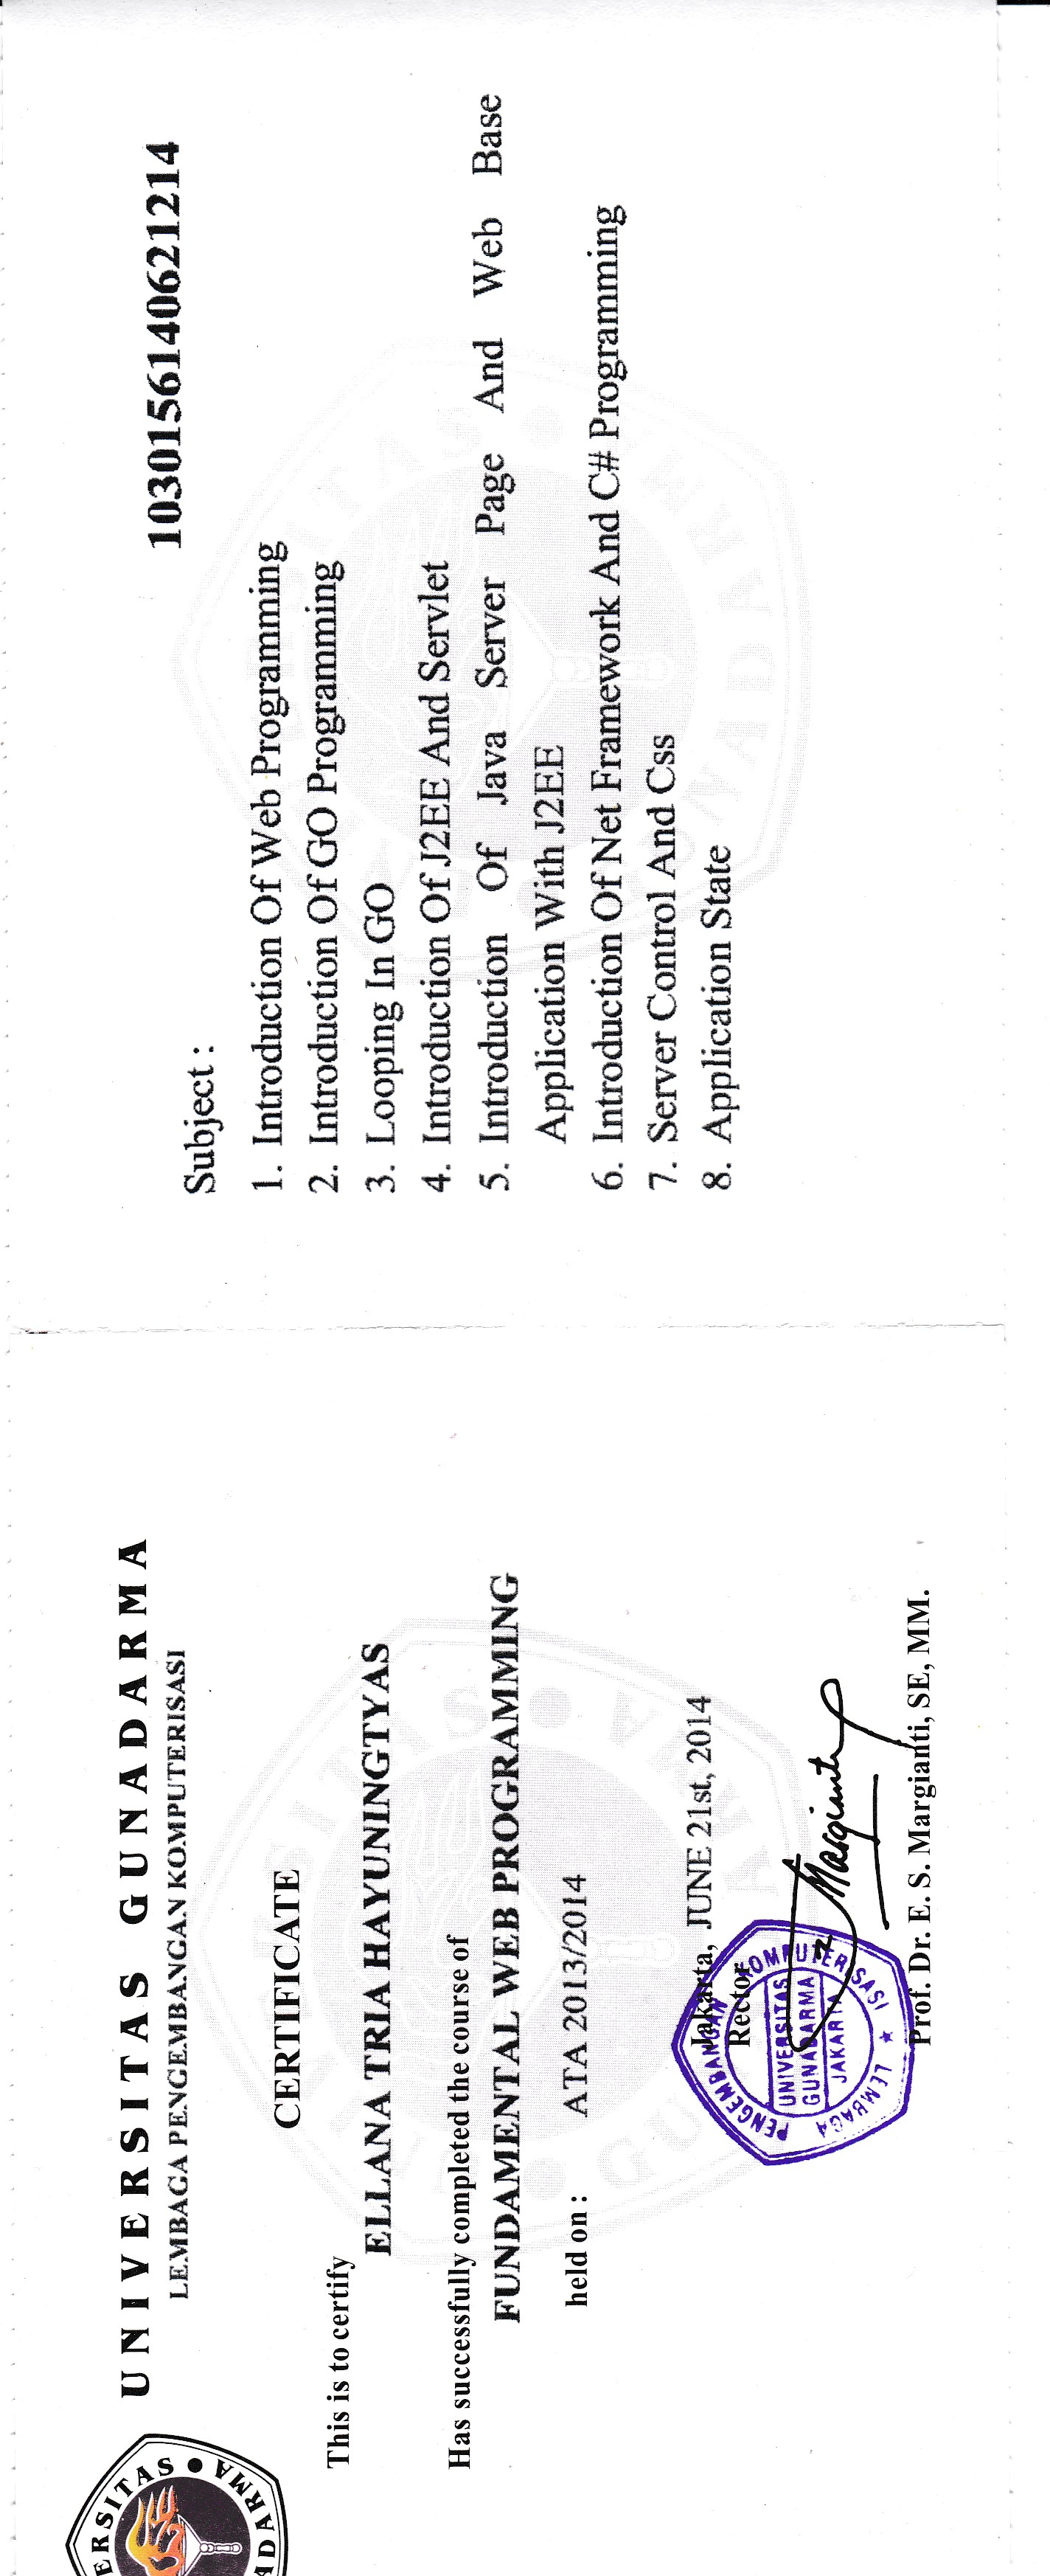 UNIVERSITAS GUNADARMA
LEMBAGA PENGEMBANGAN KOMPUTERISASI
ERSITAS • 
ADARMA
CERTIFICATE
This is to certify
ELLANA TRIA HAYUNINGTYAS
Has successfully completed the course of
FUNDAMENTAL WEB PROGRAMMING
held on : ATA 2013/2014
Jakarta, JUNE 21st, 2014
Rector
LEMBAGA PENGEMBANGAN KOMPUTERISASI
UNIVERSITAS
GUNADARMA
JAKARTA
Margianti
Prof. Dr. E. S. Margianti, SE, MM.
10301561406212​14
Subject :
1. Introduction Of Web Programming
2. Introduction Of GO Programming
3. Looping In GO
4. Introduction Of J2EE And Servlet
5. Introduction Of Java Server Page And Web Base
Application With J2EE
6. Introduction Of Net Framework And C# Programming
7. Server Control And Css
8. Application State